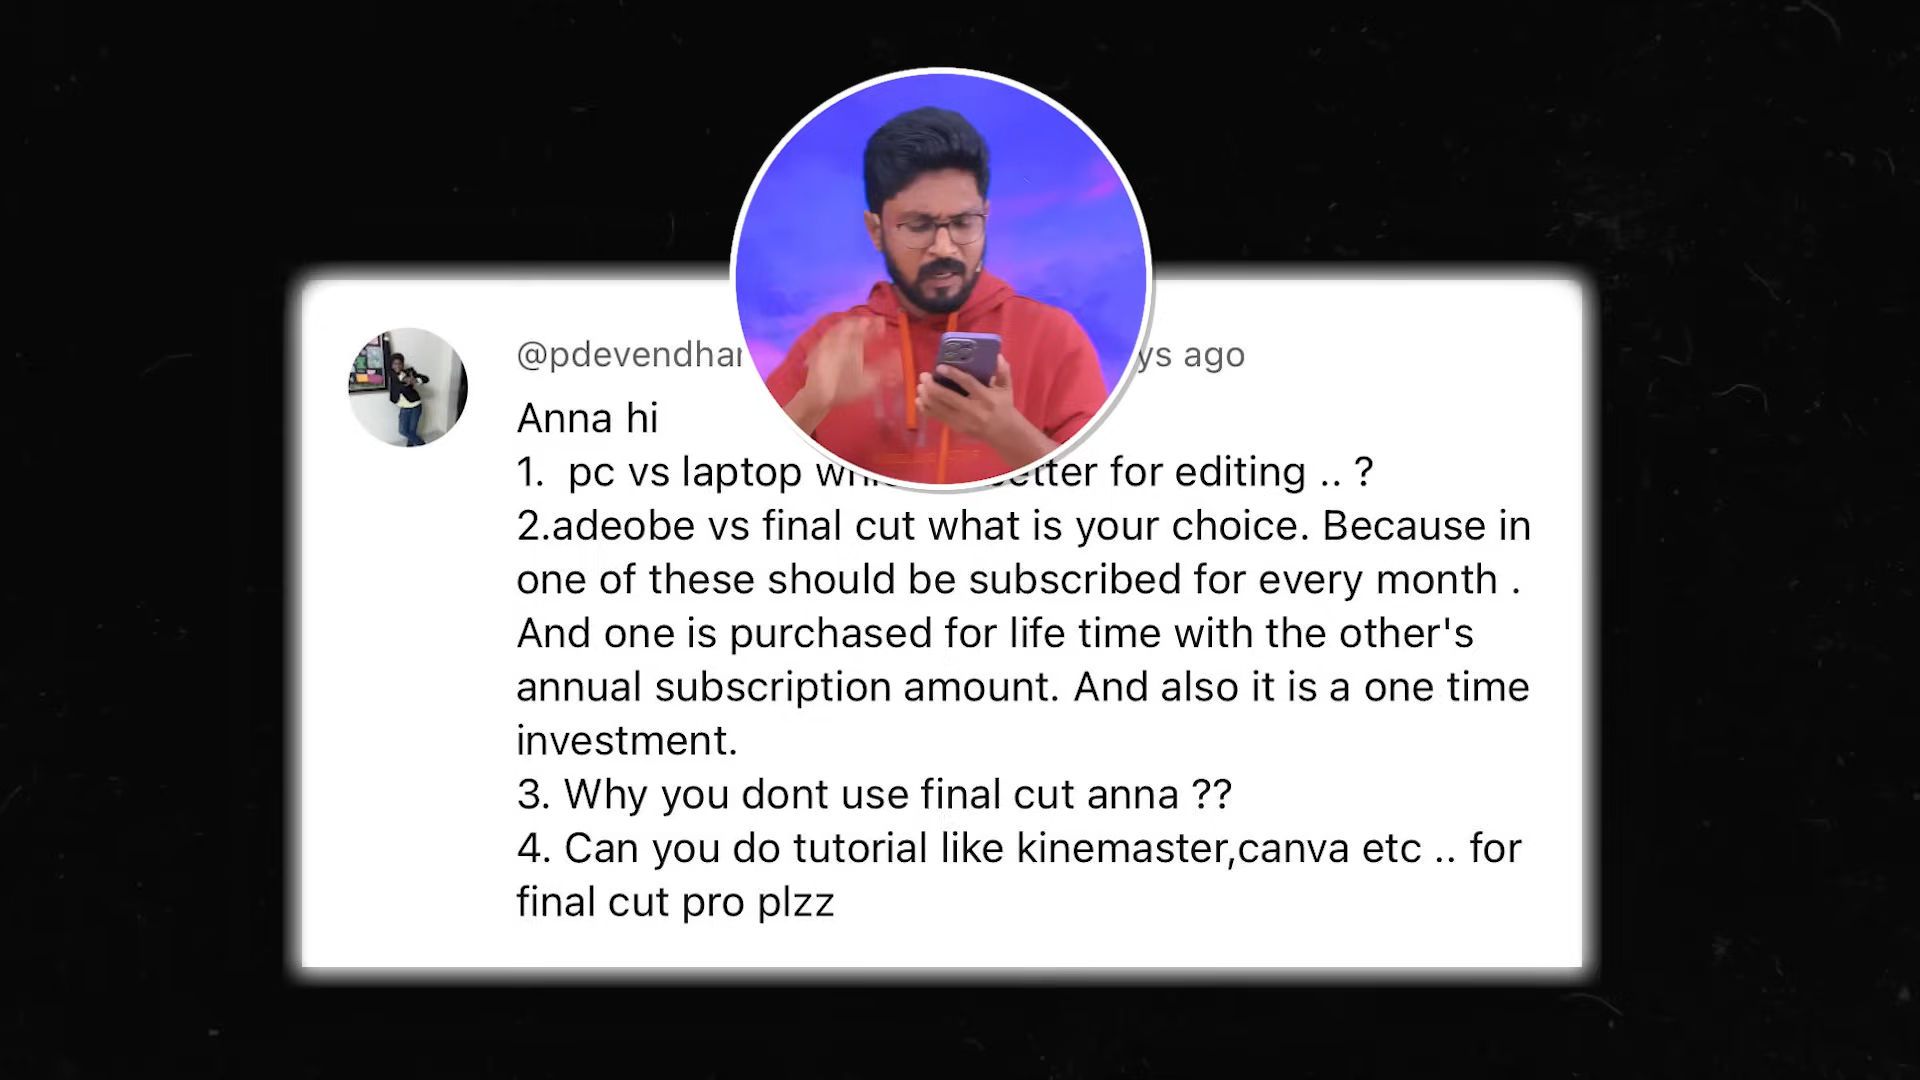 @pdevendhar
ys ago
Anna hi
1. pc vs laptop for editing .. ?
2.adeobe vs final cut what is your choice. Because in
one of these should be subscribed for every month .
And one is purchased for life time with the other's
annual subscription amount. And also it is a one time
investment.
3. Why you dont use final cut anna ??
4. Can you do tutorial like kinemaster,canva etc .. for
final cut pro plzz